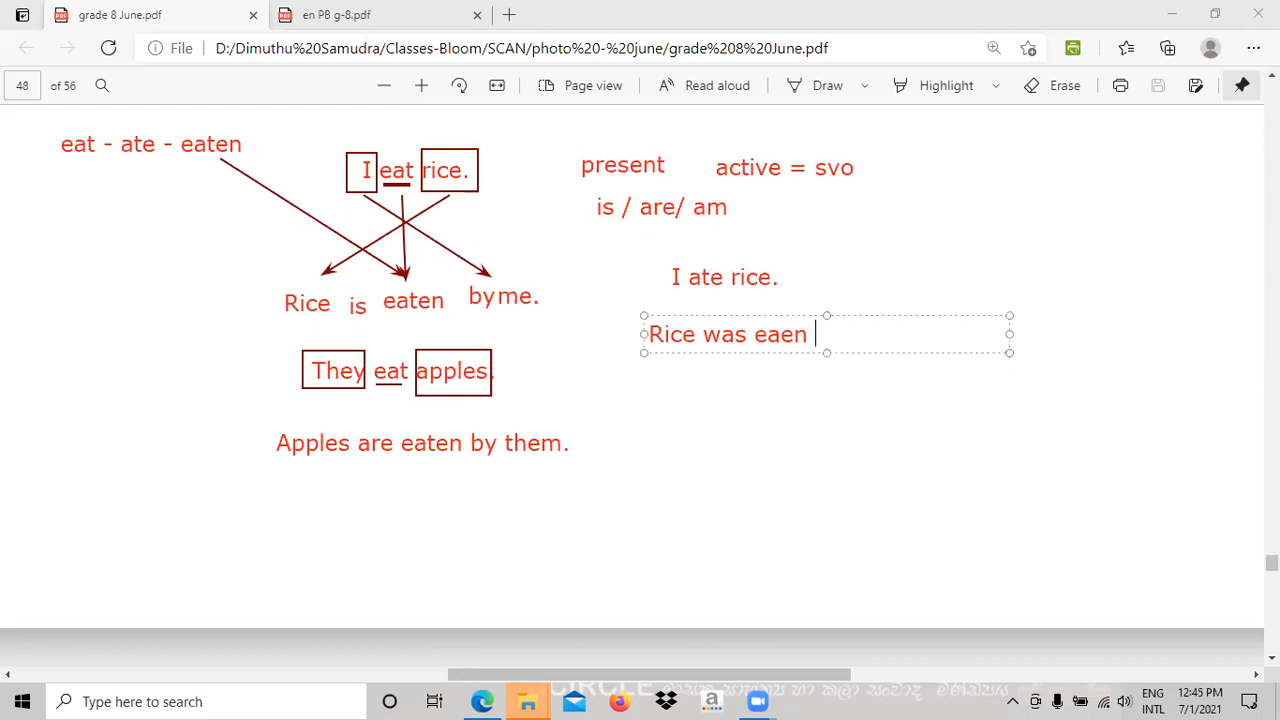 grade 8 June.pdf
en PB g-8.pdf
File D:/Dimuthu%20Samudra/Classes-Bloom/SCAN/photo%20-%20june/grade%208%20June.pdf
48 of 56 Page view Read aloud Draw Highlight Erase
eat - ate - eaten
I eat rice.
present active = svo
is / are/ am
I ate rice.
Rice is eaten by me.
Rice was eaen
They eat apples.
Apples are eaten by them.
CIRCLE
Type here to search
ENG 12:45 PM
INTL 7/1/2021